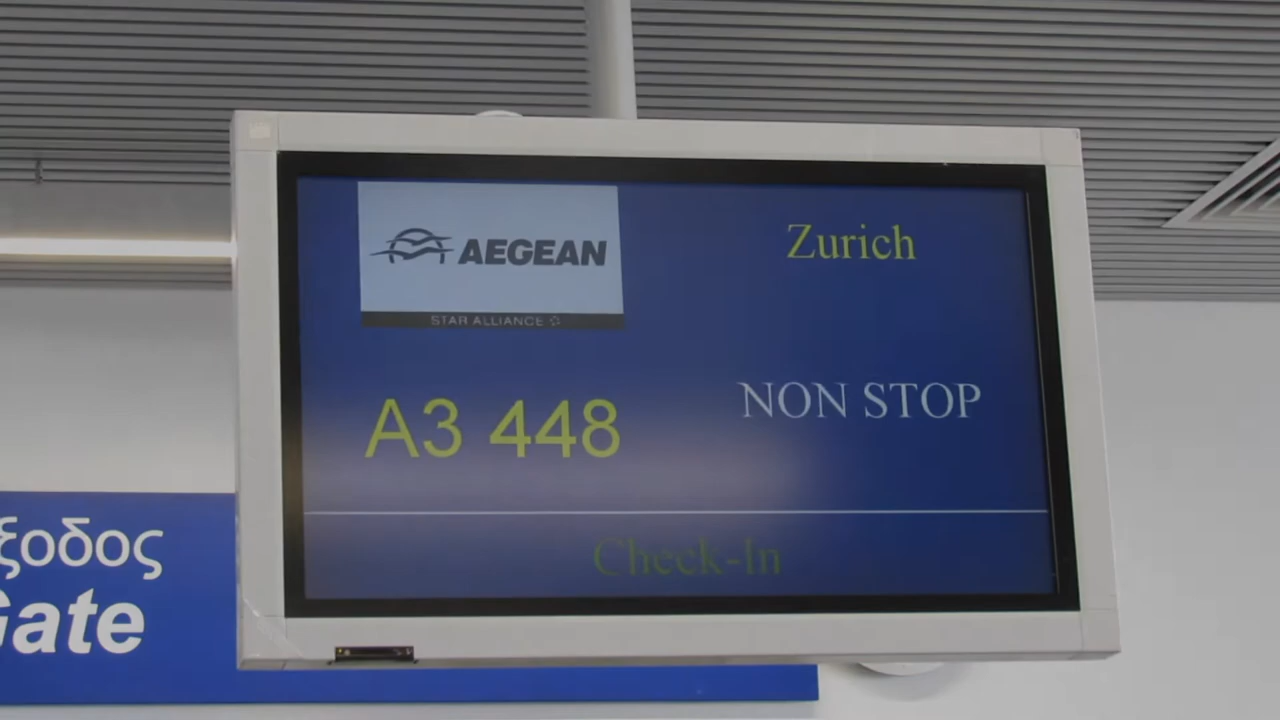 AEGEAN
STAR ALLIANCE
Zurich
A3 448
NON STOP
Check-In
ξοδος
Gate